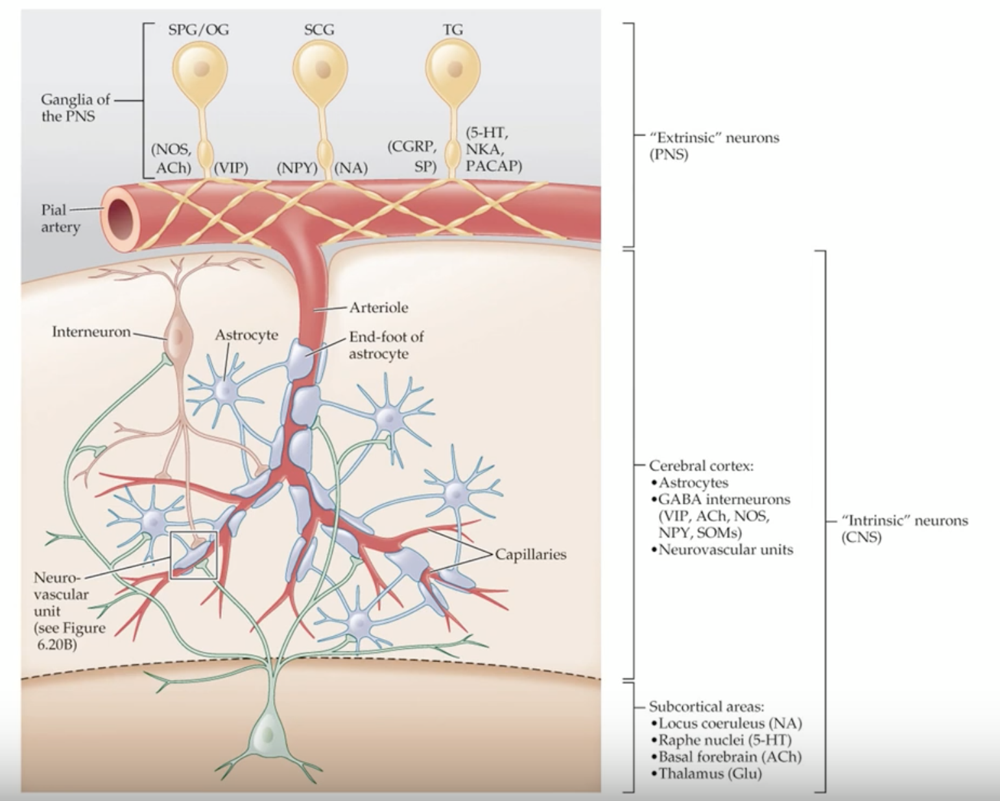 SPG/OG
SCG
TG
Ganglia of
the PNS
(NOS,
ACh)
(VIP)
(NPY)
(NA)
(CGRP,
SP)
(5-HT,
NKA,
PACAP)
"Extrinsic" neurons
(PNS)
Pial
artery
Arteriole
Interneuron
Astrocyte
End-foot of
astrocyte
Capillaries
Neuro-
vascular
unit
(see Figure
6.20B)
Cerebral cortex:
•Astrocytes
•GABA interneurons
(VIP, ACh, NOS,
NPY, SOMs)
•Neurovascular units
"Intrinsic" neurons
(CNS)
Subcortical areas:
•Locus coeruleus (NA)
•Raphe nuclei (5-HT)
•Basal forebrain (ACh)
•Thalamus (Glu)